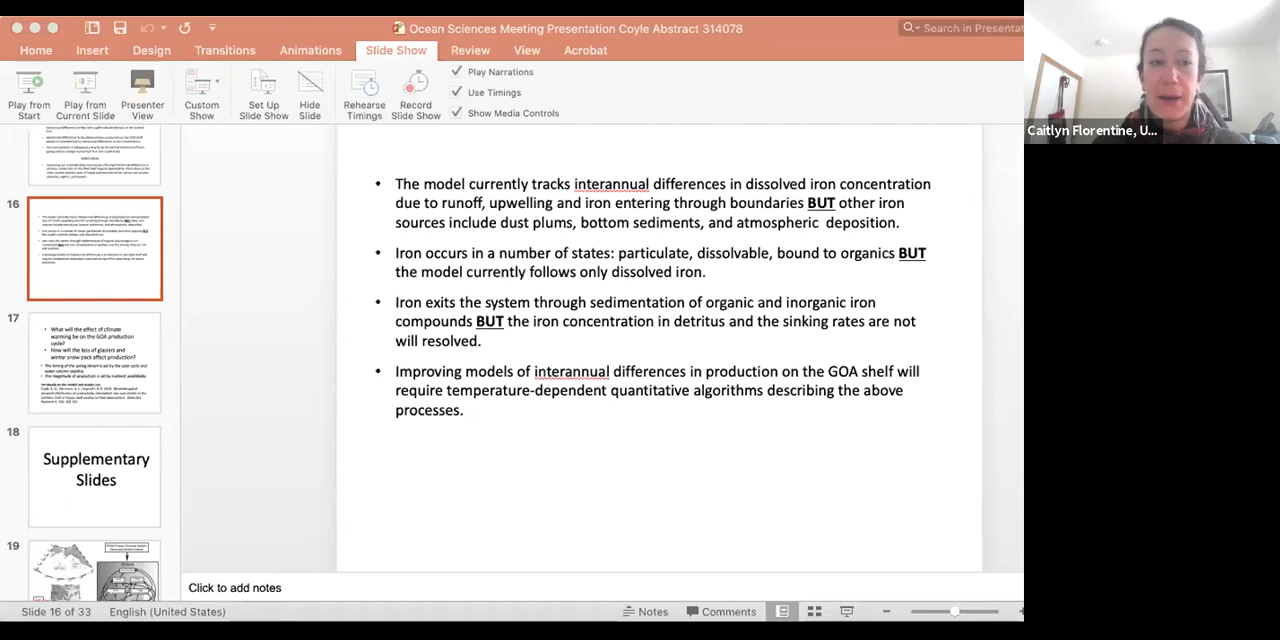 Ocean Sciences Meeting Presentation Coyle Abstract 314078
Search in Presentat
Home Insert Design Transitions Animations Slide Show Review View Acrobat
Play from Start
Play from Current Slide
Presenter View
Custom Show
Set Up Slide Show
Hide Slide
Rehearse Timings
Record Slide Show
Play Narrations
Use Timings
Show Media Controls
Caitlyn Florentine, U...
16
17
• What will the effect of climate
warming be on the GOA production
cycle?
• How will the loss of glaciers and
winter snow pack affect production?
18
Supplementary
Slides
19
• The model currently tracks interannual differences in dissolved iron concentration
due to runoff, upwelling and iron entering through boundaries BUT other iron
sources include dust plums, bottom sediments, and atmospheric deposition.
• Iron occurs in a number of states: particulate, dissolvable, bound to organics BUT
the model currently follows only dissolved iron.
• Iron exits the system through sedimentation of organic and inorganic iron
compounds BUT the iron concentration in detritus and the sinking rates are not
will resolved.
• Improving models of interannual differences in production on the GOA shelf will
require temperature-dependent quantitative algorithms describing the above
processes.
Click to add notes
Slide 16 of 33 English (United States) Notes Comments